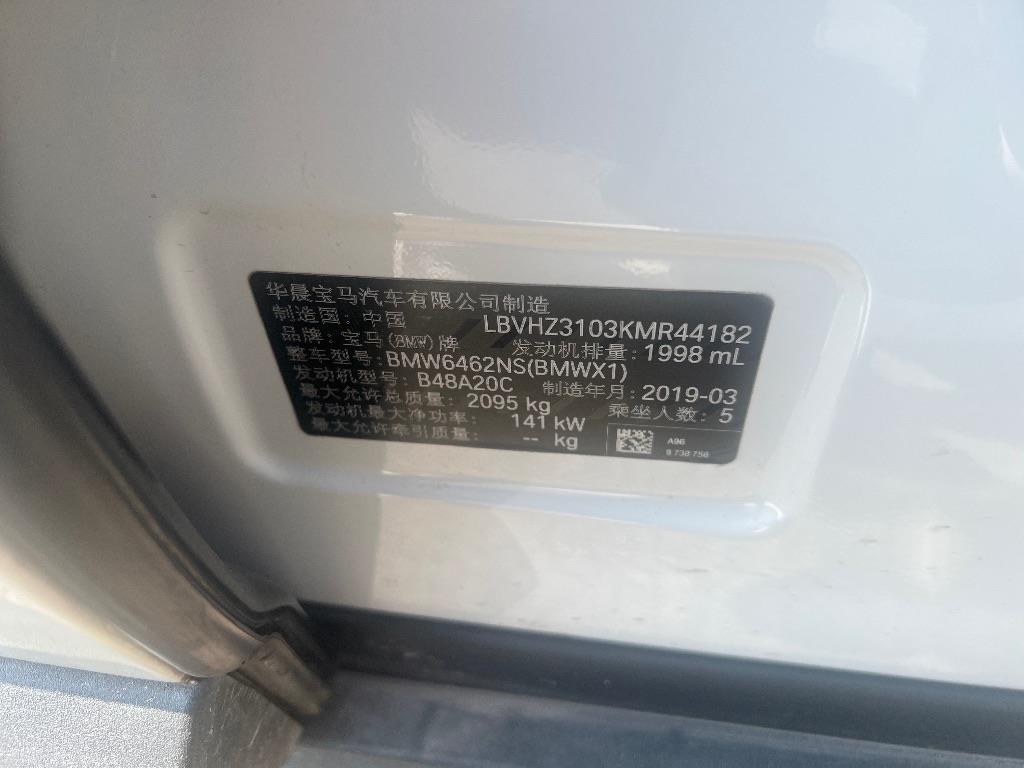 华晨宝马汽车有限公司制造
制造国: 中国 LBVHZ3103KMR44182
品牌: 宝马(BMW)牌 发动机排量: 1998 mL
整车型号: BMW6462NS(BMWX1)
发动机型号: B48A20C 制造年月: 2019-03
最大允许总质量: 2095 kg 乘坐人数: 5
发动机最大净功率: 141 kW
最大允许牵引质量: -- kg
A96
9 738 756